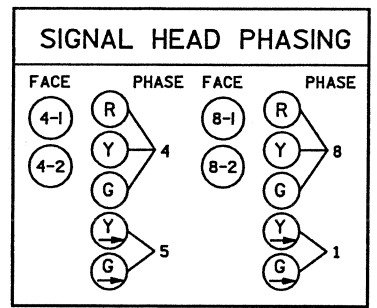 SIGNAL HEAD PHASING
FACE PHASE FACE PHASE
4-1 R 8-1 R
4-2 Y 4 8-2 Y 8
G G
Y Y
5 1
G G